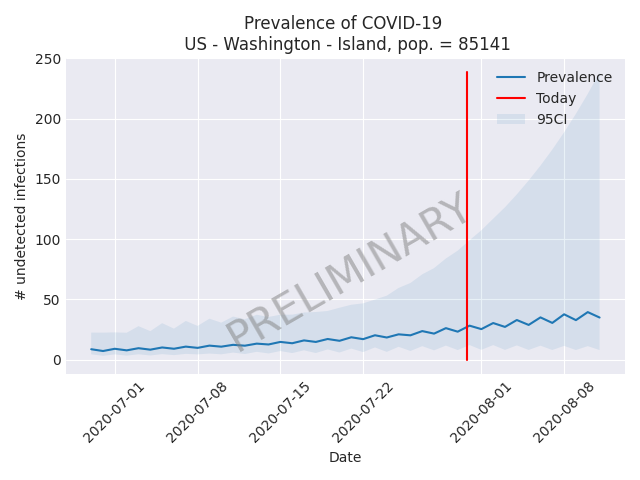 Prevalence of COVID-19
US - Washington - Island, pop. = 85141
250
200
150
100
50
0
# undetected infections
Prevalence
Today
95CI
PRELIMINARY
2020-07-01
2020-07-08
2020-07-15
2020-07-22
2020-08-01
2020-08-08
Date